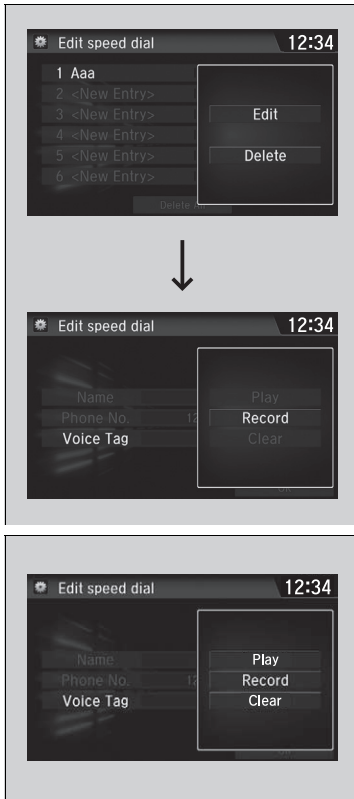 Edit speed dial 12:34
1 Aaa
2 <New Entry>
3 <New Entry>
4 <New Entry>
5 <New Entry>
6 <New Entry>
Edit
Delete
Delete All
Edit speed dial 12:34
Name
Phone No. 12
Voice Tag
Play
Record
Clear
OK
Edit speed dial 12:34
Name
Phone No. 12
Voice Tag
Play
Record
Clear
OK